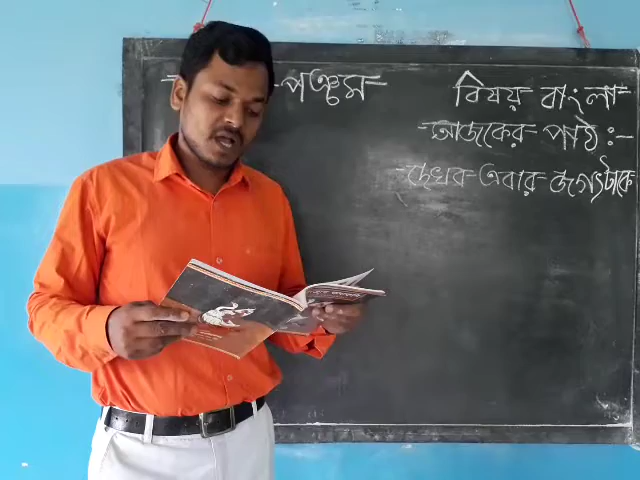 পঞ্চম
বিষয় বাংলা
আজকের পাঠ :-
দেখব এবার জগৎটাকে